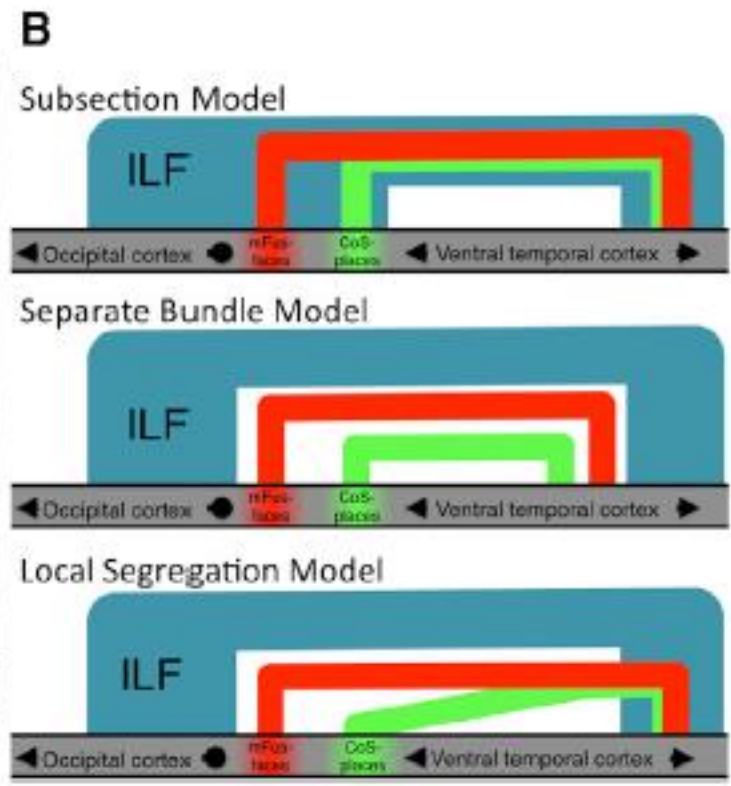 B
Subsection Model
ILF
Occipital cortex mFus- faces CoS- places Ventral temporal cortex
Separate Bundle Model
ILF
Occipital cortex mFus- faces CoS- places Ventral temporal cortex
Local Segregation Model
ILF
Occipital cortex mFus- faces CoS- places Ventral temporal cortex